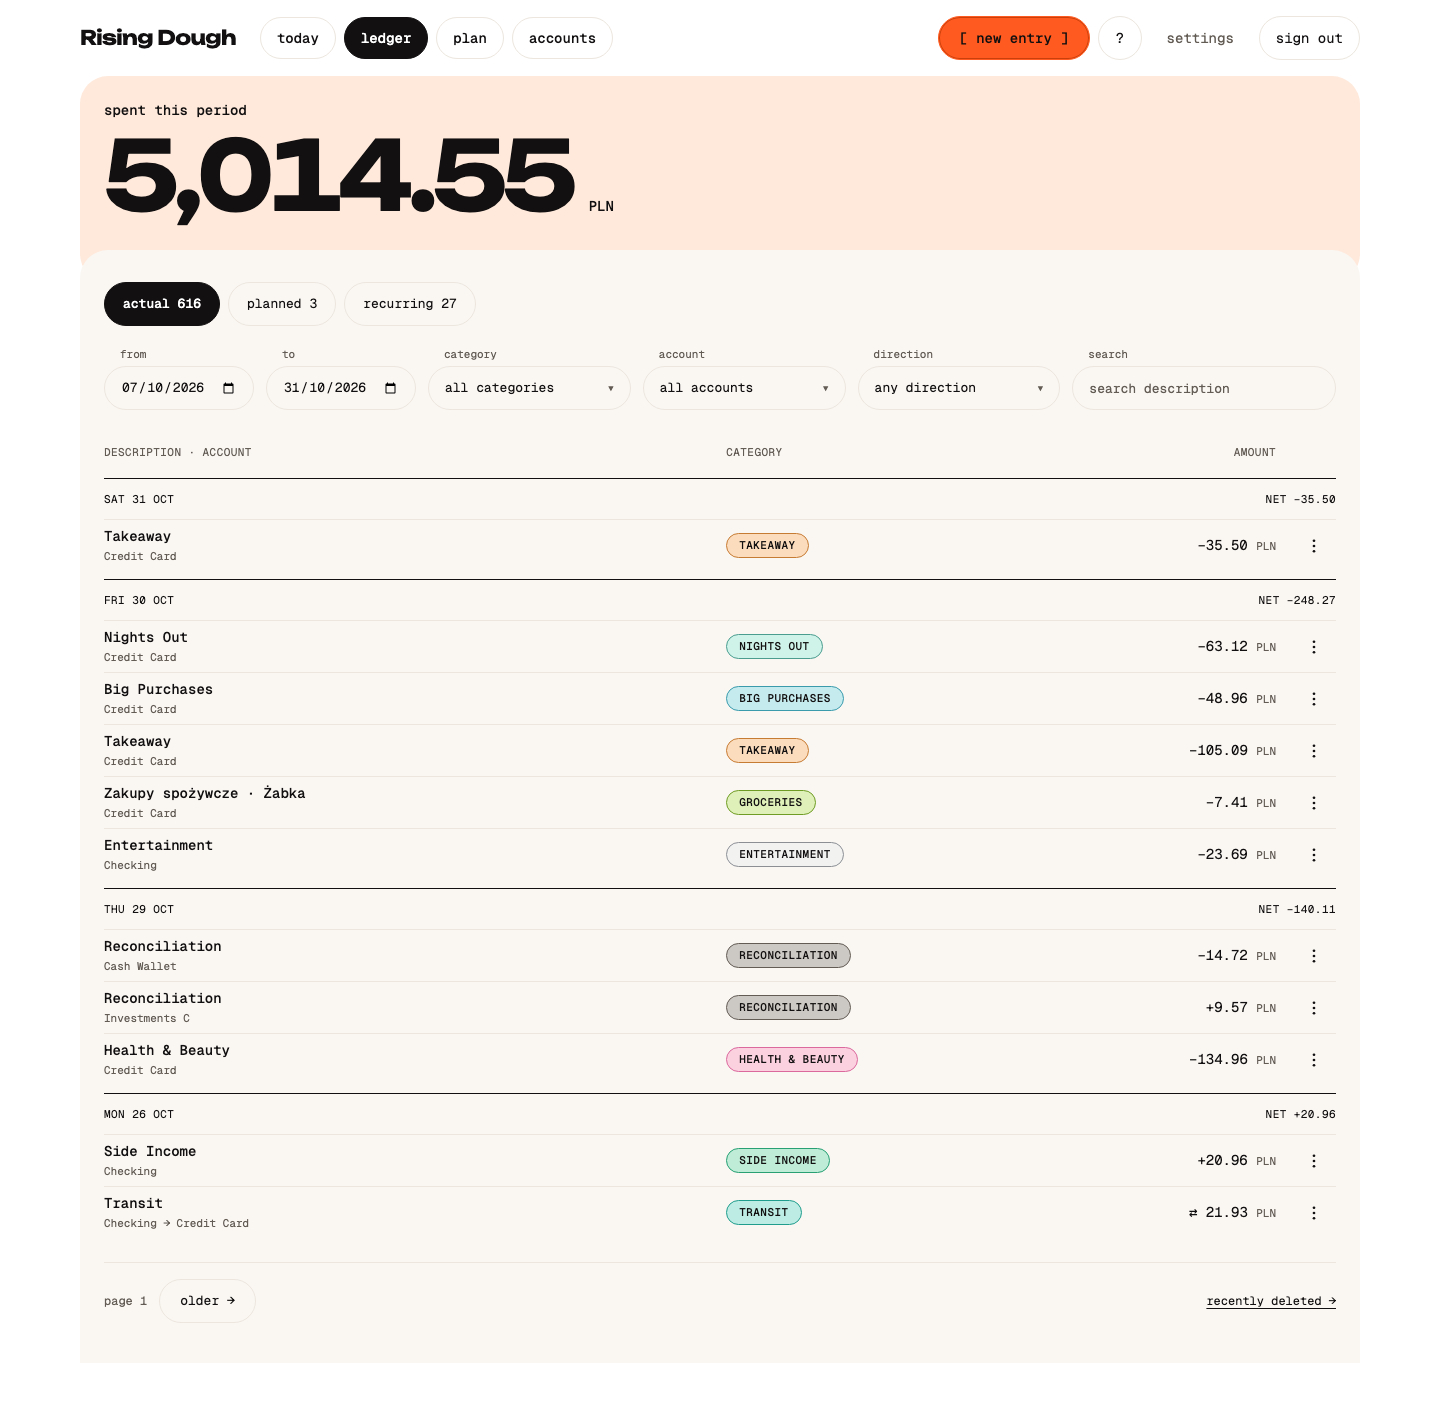 Rising Dough today ledger plan accounts [ new entry ] ? settings sign out
spent this period
5,014.55 PLN
actual 616 planned 3 recurring 27
from to category account direction search
07/10/2026 31/10/2026 all categories ▾ all accounts ▾ any direction ▾ search description
DESCRIPTION · ACCOUNT CATEGORY AMOUNT
SAT 31 OCT NET −35.50
Takeaway
Credit Card
TAKEAWAY −35.50 PLN
FRI 30 OCT NET −248.27
Nights Out
Credit Card
NIGHTS OUT −63.12 PLN
Big Purchases
Credit Card
BIG PURCHASES −48.96 PLN
Takeaway
Credit Card
TAKEAWAY −105.09 PLN
Zakupy spożywcze · Żabka
Credit Card
GROCERIES −7.41 PLN
Entertainment
Checking
ENTERTAINMENT −23.69 PLN
THU 29 OCT NET −140.11
Reconciliation
Cash Wallet
RECONCILIATION −14.72 PLN
Reconciliation
Investments C
RECONCILIATION +9.57 PLN
Health & Beauty
Credit Card
HEALTH & BEAUTY −134.96 PLN
MON 26 OCT NET +20.96
Side Income
Checking
SIDE INCOME +20.96 PLN
Transit
Checking → Credit Card
TRANSIT ⇄ 21.93 PLN
page 1 older → recently deleted →